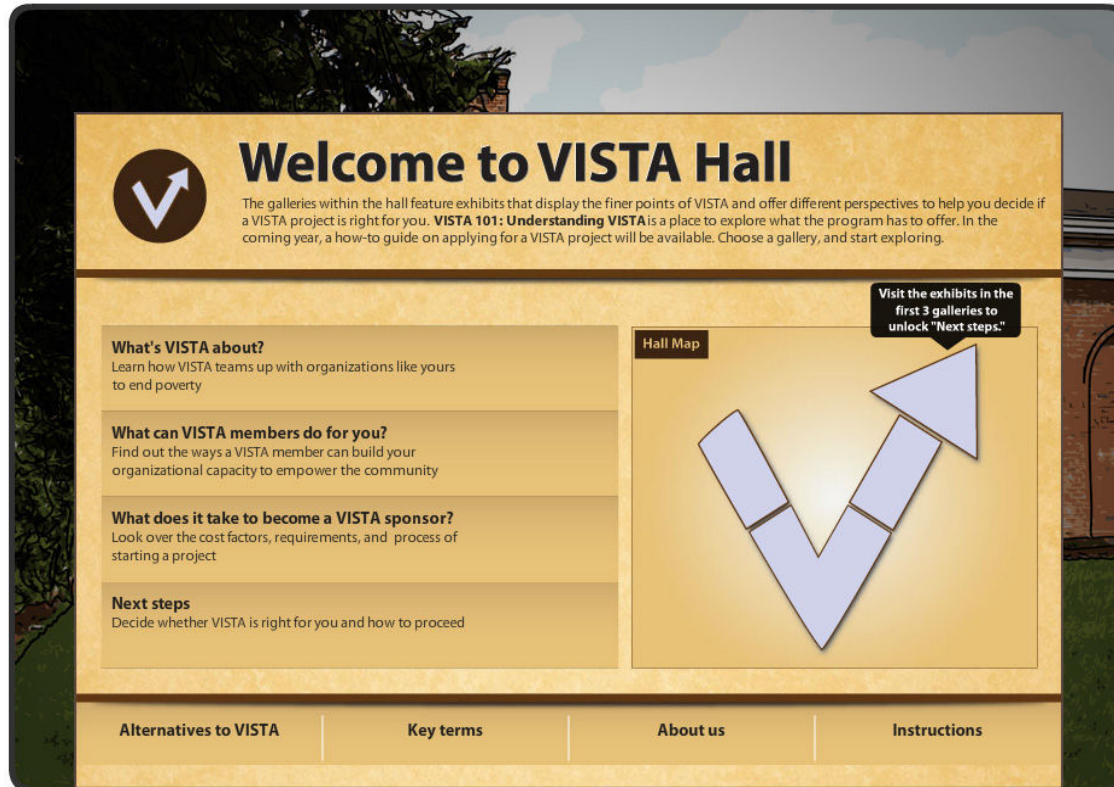 Welcome to VISTA Hall
The galleries within the hall feature exhibits that display the finer points of VISTA and offer different perspectives to help you decide if
a VISTA project is right for you. VISTA 101: Understanding VISTA is a place to explore what the program has to offer. In the
coming year, a how-to guide on applying for a VISTA project will be available. Choose a gallery, and start exploring.
What's VISTA about?
Learn how VISTA teams up with organizations like yours
to end poverty
What can VISTA members do for you?
Find out the ways a VISTA member can build your
organizational capacity to empower the community
What does it take to become a VISTA sponsor?
Look over the cost factors, requirements, and process of
starting a project
Next steps
Decide whether VISTA is right for you and how to proceed
Visit the exhibits in the
first 3 galleries to
unlock "Next steps."
Hall Map
Alternatives to VISTA
Key terms
About us
Instructions